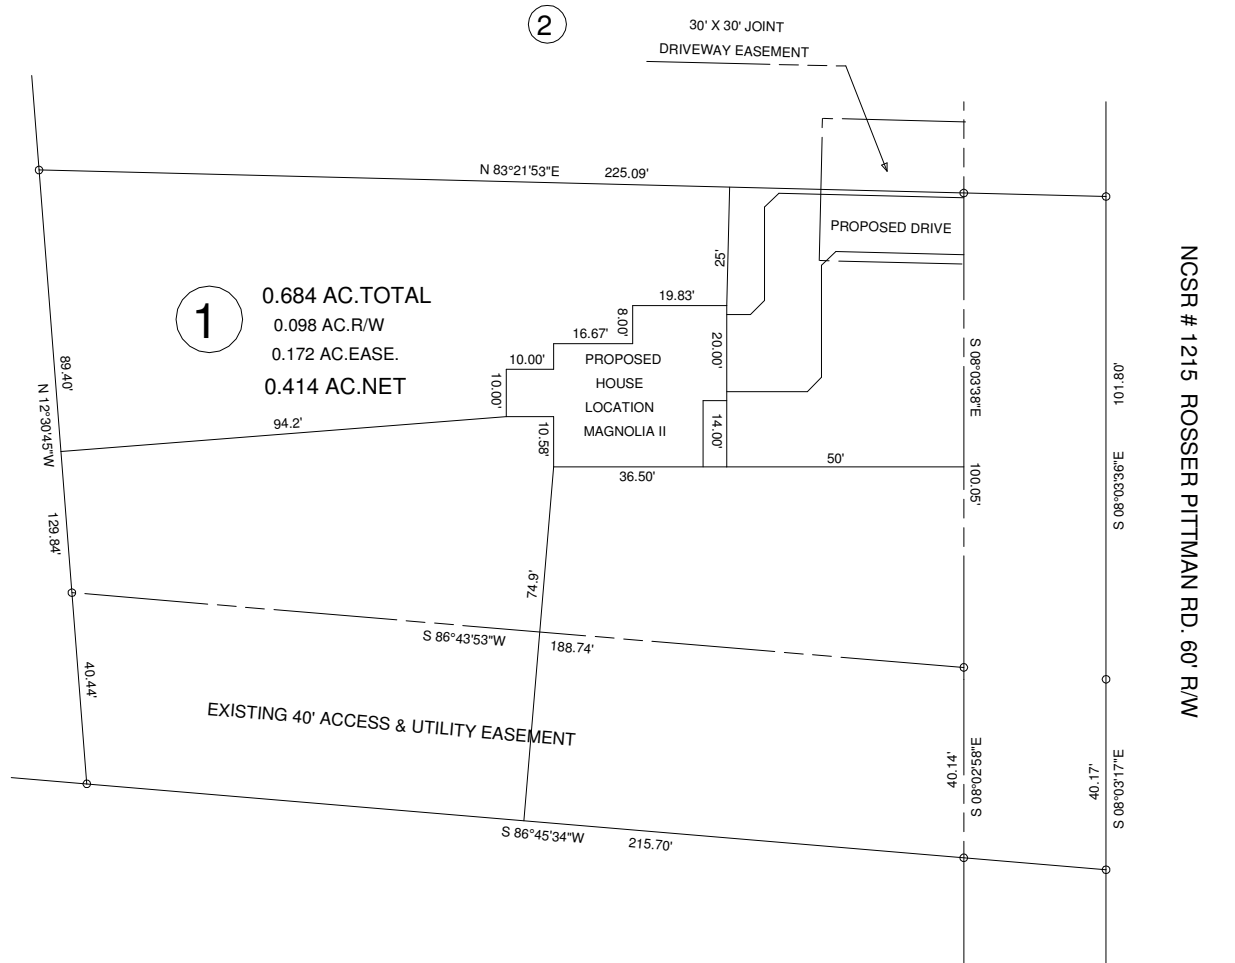 2
30' X 30' JOINT
DRIVEWAY EASEMENT
N 83°21'53"E 225.09'
PROPOSED DRIVE
25'
1
0.684 AC.TOTAL
0.098 AC.R/W
0.172 AC.EASE.
0.414 AC.NET
19.83'
8.00'
16.67'
10.00'
10.00'
20.00'
PROPOSED
HOUSE
LOCATION
MAGNOLIA II
14.00'
10.58'
36.50'
50'
94.2'
89.40'
N 12°30'45"W
129.84'
40.44'
S 08°03'38"E
100.05'
101.80'
S 08°03'36"E
NCSR # 1215 ROSSER PITTMAN RD. 60' R/W
74.9'
S 86°43'53"W 188.74'
EXISTING 40' ACCESS & UTILITY EASEMENT
40.14'
S 08°02'58"E
40.17'
S 08°03'17"E
S 86°45'34"W 215.70'